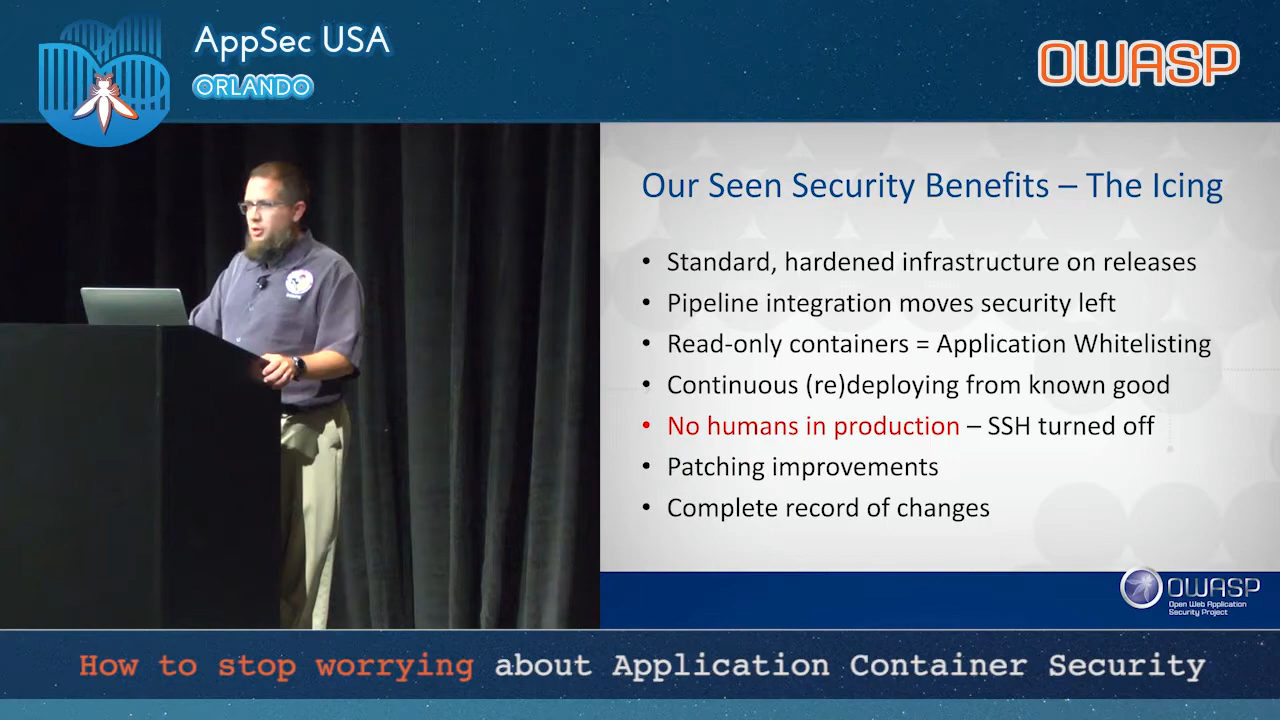 AppSec USA
ORLANDO
OWASP
Our Seen Security Benefits – The Icing
• Standard, hardened infrastructure on releases
• Pipeline integration moves security left
• Read-only containers = Application Whitelisting
• Continuous (re)deploying from known good
• No humans in production – SSH turned off
• Patching improvements
• Complete record of changes
OWASP
Open Web Application
Security Project
How to stop worrying about Application Container Security